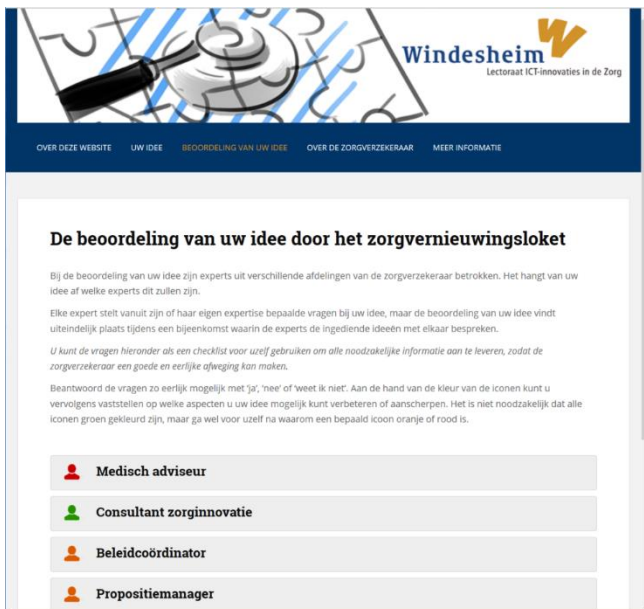 Windesheim
Lectoraat ICT-innovaties in de Zorg
OVER DEZE WEBSITE UW IDEE BEOORDELING VAN UW IDEE OVER DE ZORGVERZEKERAAR MEER INFORMATIE
De beoordeling van uw idee door het zorgvernieuwingsloket
Bij de beoordeling van uw idee zijn experts uit verschillende afdelingen van de zorgverzekeraar betrokken. Het hangt van uw
idee af welke experts dit zullen zijn.
Elke expert stelt vanuit zijn of haar eigen expertise bepaalde vragen bij uw idee, maar de beoordeling van uw idee vindt
uiteindelijk plaats tijdens een bijeenkomst waarin de experts de ingediende ideeën met elkaar bespreken.
U kunt de vragen hieronder als een checklist voor uzelf gebruiken om alle noodzakelijke informatie aan te leveren, zodat de
zorgverzekeraar een goede en eerlijke afweging kan maken.
Beantwoord de vragen zo eerlijk mogelijk met 'ja', 'nee' of 'weet ik niet'. Aan de hand van de kleur van de iconen kunt u
vervolgens vaststellen op welke aspecten u uw idee mogelijk kunt verbeteren of aanscherpen. Het is niet noodzakelijk dat alle
iconen groen gekleurd zijn, maar ga wel voor uzelf na waarom een bepaald icoon oranje of rood is.
Medisch adviseur
Consultant zorginnovatie
Beleidcoördinator
Propositiemanager